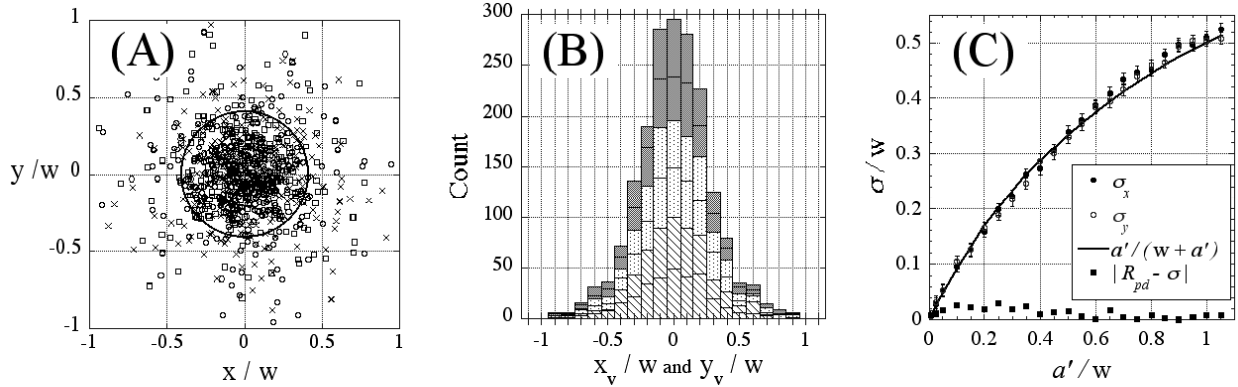 (A)
1
0.5
0
-0.5
-1
y /w
-1
-0.5
0
0.5
1
x / w
(B)
300
250
200
150
100
50
0
Count
-1
-0.5
0
0.5
1
x_v / w and y_v / w
(C)
0.5
0.4
0.3
0.2
0.1
0
σ / w
σ_x
σ_y
a′/(w + a′)
|R_pd - σ|
0
0.2
0.4
0.6
0.8
1
a′/w